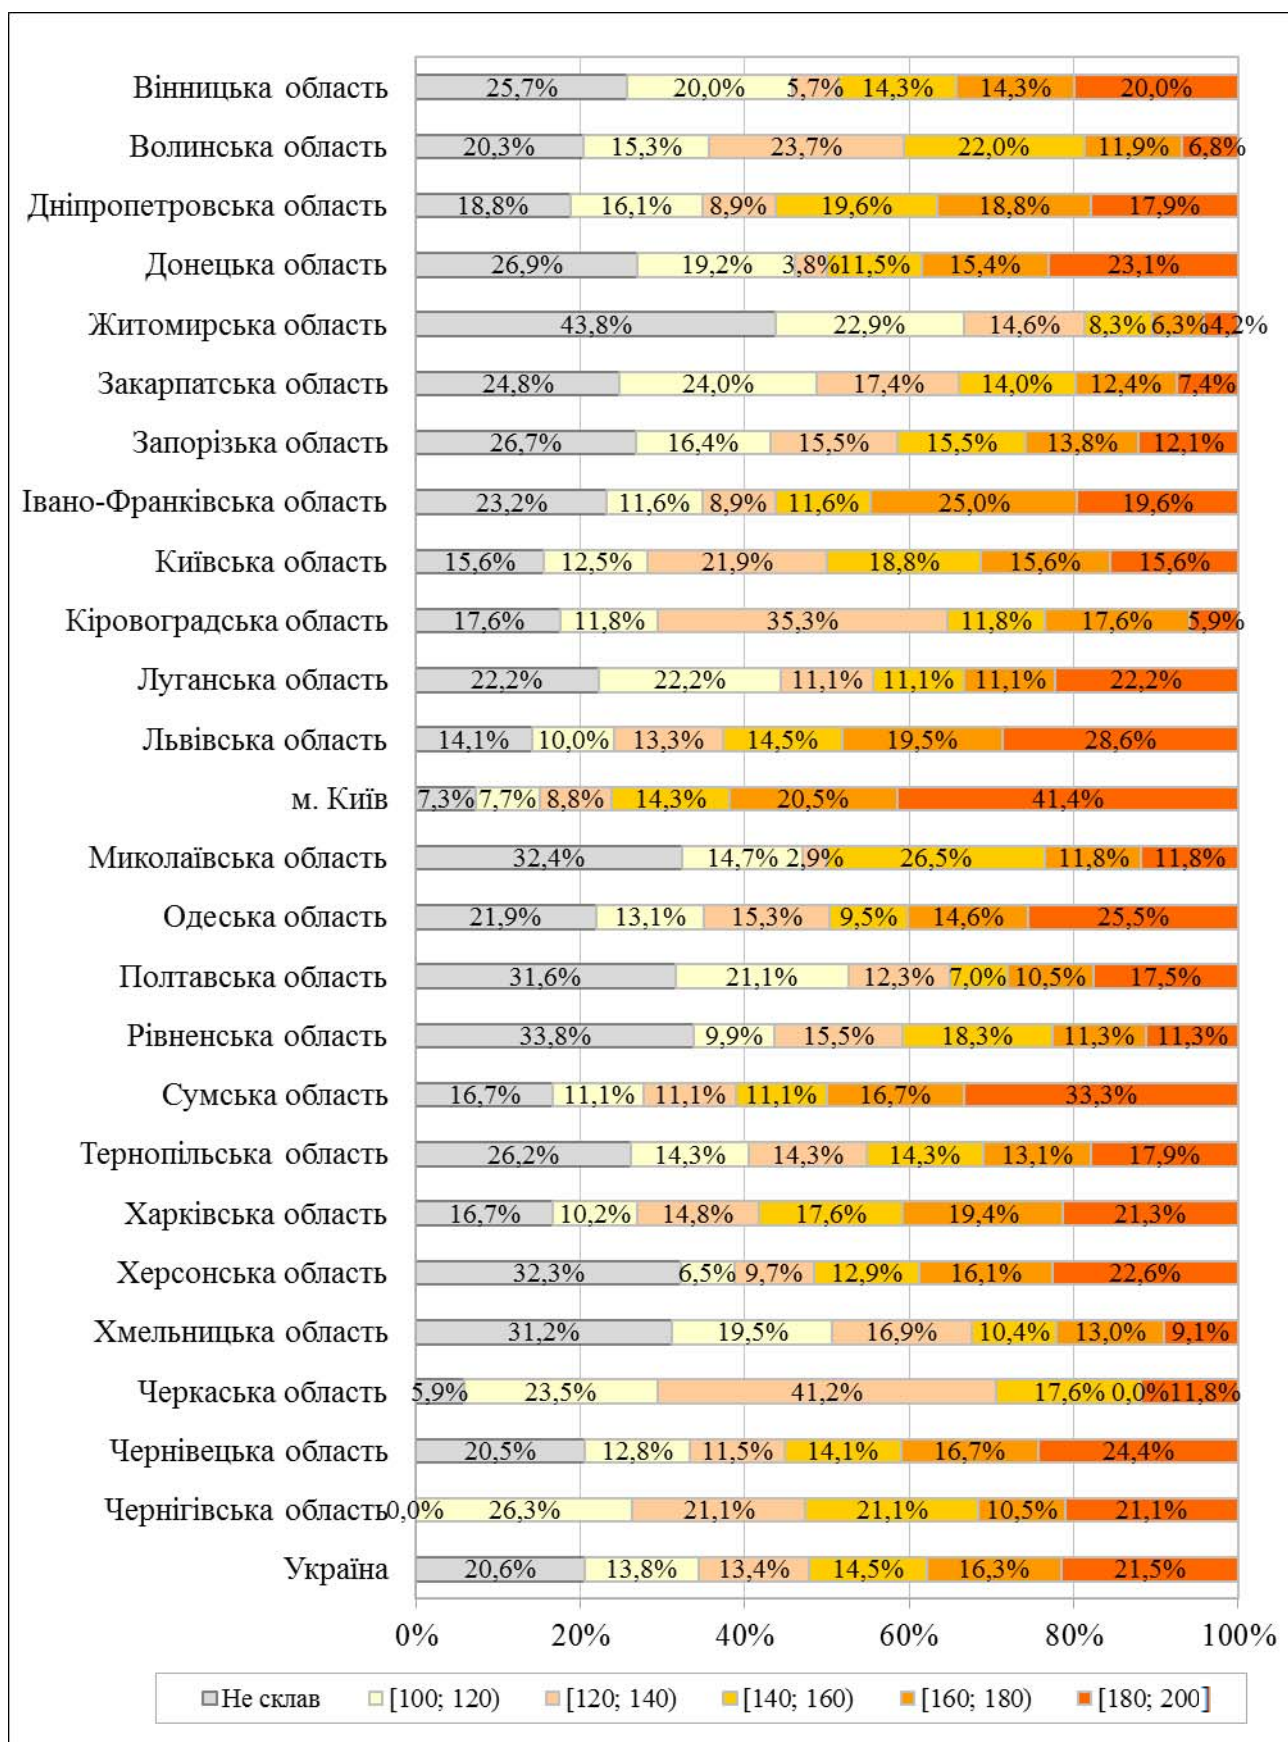 Вінницька область 25,7% 20,0% 5,7% 14,3% 14,3% 20,0%
Волинська область 20,3% 15,3% 23,7% 22,0% 11,9% 6,8%
Дніпропетровська область 18,8% 16,1% 8,9% 19,6% 18,8% 17,9%
Донецька область 26,9% 19,2% 3,8% 11,5% 15,4% 23,1%
Житомирська область 43,8% 22,9% 14,6% 8,3% 6,3% 4,2%
Закарпатська область 24,8% 24,0% 17,4% 14,0% 12,4% 7,4%
Запорізька область 26,7% 16,4% 15,5% 15,5% 13,8% 12,1%
Івано-Франківська область 23,2% 11,6% 8,9% 11,6% 25,0% 19,6%
Київська область 15,6% 12,5% 21,9% 18,8% 15,6% 15,6%
Кіровоградська область 17,6% 11,8% 35,3% 11,8% 17,6% 5,9%
Луганська область 22,2% 22,2% 11,1% 11,1% 11,1% 22,2%
Львівська область 14,1% 10,0% 13,3% 14,5% 19,5% 28,6%
м. Київ 7,3% 7,7% 8,8% 14,3% 20,5% 41,4%
Миколаївська область 32,4% 14,7% 2,9% 26,5% 11,8% 11,8%
Одеська область 21,9% 13,1% 15,3% 9,5% 14,6% 25,5%
Полтавська область 31,6% 21,1% 12,3% 7,0% 10,5% 17,5%
Рівненська область 33,8% 9,9% 15,5% 18,3% 11,3% 11,3%
Сумська область 16,7% 11,1% 11,1% 11,1% 16,7% 33,3%
Тернопільська область 26,2% 14,3% 14,3% 14,3% 13,1% 17,9%
Харківська область 16,7% 10,2% 14,8% 17,6% 19,4% 21,3%
Херсонська область 32,3% 6,5% 9,7% 12,9% 16,1% 22,6%
Хмельницька область 31,2% 19,5% 16,9% 10,4% 13,0% 9,1%
Черкаська область 5,9% 23,5% 41,2% 17,6% 0,0% 11,8%
Чернівецька область 20,5% 12,8% 11,5% 14,1% 16,7% 24,4%
Чернігівська область 0,0% 26,3% 21,1% 21,1% 10,5% 21,1%
Україна 20,6% 13,8% 13,4% 14,5% 16,3% 21,5%
0% 20% 40% 60% 80% 100%
Не склав [100; 120) [120; 140) [140; 160) [160; 180) [180; 200]